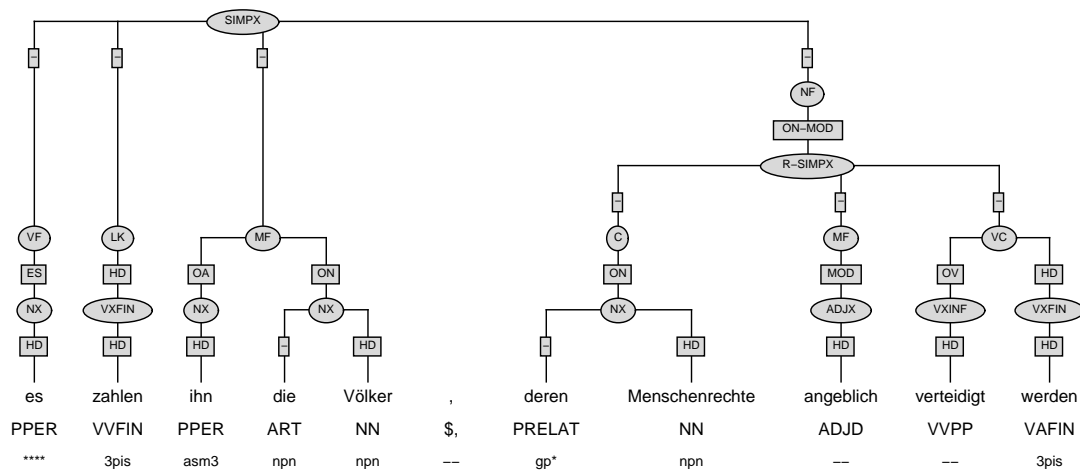 SIMPX
– – – –
NF
ON–MOD
R–SIMPX
– – –
VF LK MF C MF VC
ES HD OA ON ON MOD OV HD
NX VXFIN NX NX NX ADJX VXINF VXFIN
HD HD HD – HD – HD HD HD HD
es zahlen ihn die Völker , deren Menschenrechte angeblich verteidigt werden
PPER VVFIN PPER ART NN $, PRELAT NN ADJD VVPP VAFIN
**** 3pis asm3 npn npn –– gp* npn –– –– 3pis